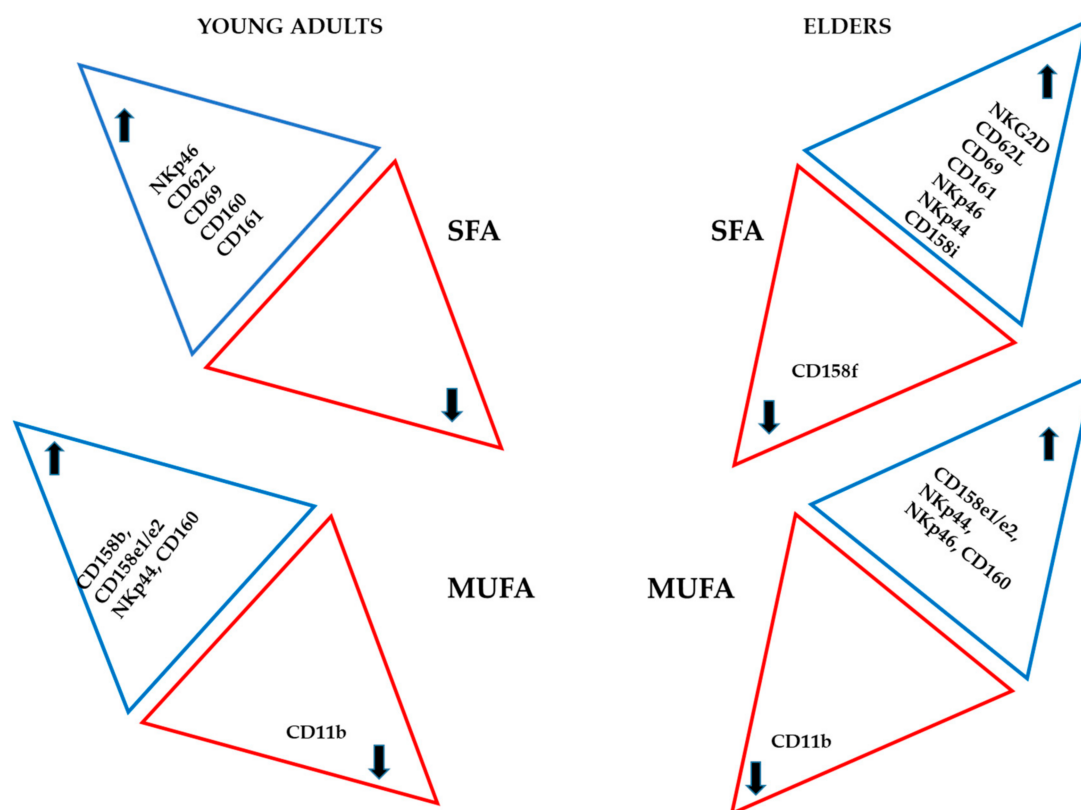 YOUNG ADULTS
ELDERS
NKp46
CD62L
CD69
CD160
CD161
SFA
SFA
NKG2D
CD62L
CD69
CD161
NKp46
NKp44
CD158i
CD158f
CD158b,
CD158e1/e2
NKp44, CD160
MUFA
MUFA
CD158e1/e2,
NKp44,
NKp46, CD160
CD11b
CD11b